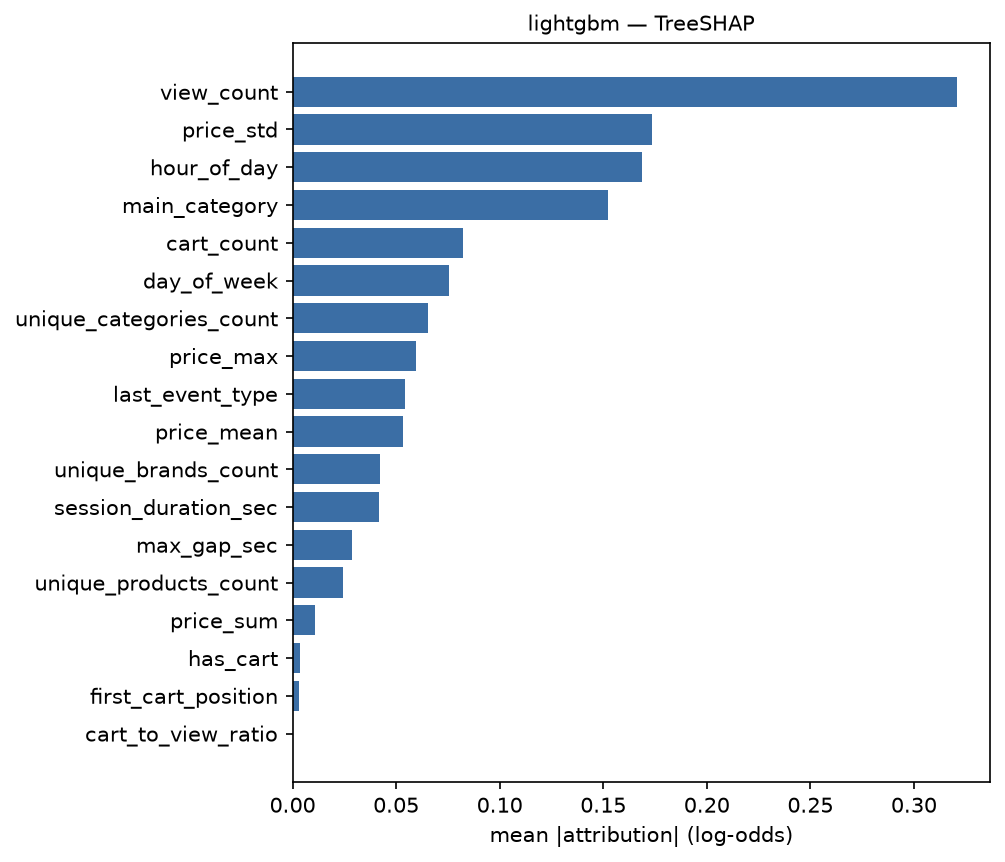 lightgbm — TreeSHAP
view_count
price_std
hour_of_day
main_category
cart_count
day_of_week
unique_categories_count
price_max
last_event_type
price_mean
unique_brands_count
session_duration_sec
max_gap_sec
unique_products_count
price_sum
has_cart
first_cart_position
cart_to_view_ratio
0.00 0.05 0.10 0.15 0.20 0.25 0.30
mean |attribution| (log-odds)